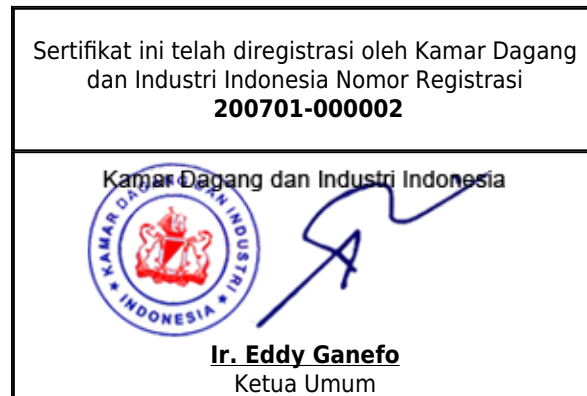 Sertifikat ini telah diregistrasi oleh Kamar Dagang
dan Industri Indonesia Nomor Registrasi
200701-000002
Kamar Dagang dan Industri Indonesia
KAMAR DAGANG DAN INDUSTRI
INDONESIA
Ir. Eddy Ganefo
Ketua Umum